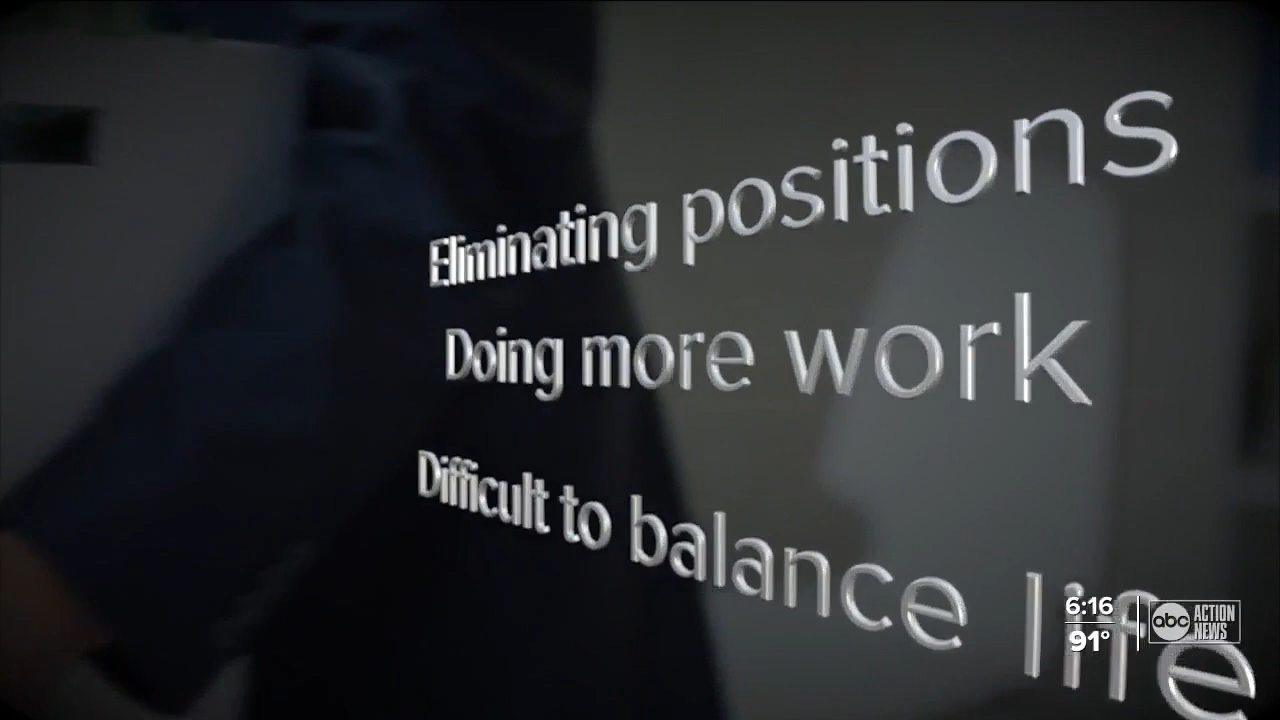 Eliminating positions
Doing more work
Difficult to balance life
6:16
91°
abc
ACTION
NEWS